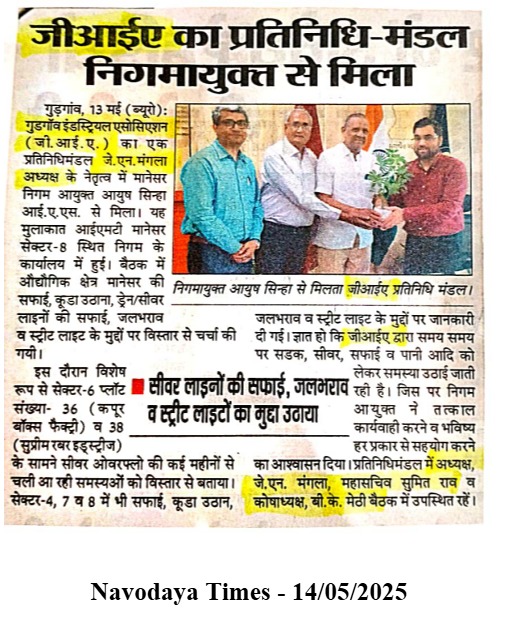 जीआईए का प्रतिनिधि-मंडल
निगमायुक्त से मिला
गुडगांव, 13 मई (ब्यूरो):
गुडगांव इंडस्ट्रियल एसोसिएशन
(जी.आई.ए.) का एक
प्रतिनिधिमंडल जे.एन.मंगला
अध्यक्ष के नेतृत्व में मानेसर
निगम आयुक्त आयुष सिन्हा
आई.ए.एस. से मिला। यह
मुलाकात आईएमटी मानेसर
सेक्टर-8 स्थित निगम के
कार्यालय में हुई। बैठक में
औद्यौगिक क्षेत्र मानेसर की
सफाई, कूडा उठाना, ड्रेन/सीवर
लाइनों की सफाई, जलभराव
व स्ट्रीट लाइट के मुद्दों पर विस्तार से चर्चा की
गयी।
इस दौरान विशेष
रूप से सेक्टर-6 प्लॉट
संख्या- 36 (कपूर
बॉक्स फैक्ट्री) व 38
(सुप्रीम रबर इंड्स्ट्रीज)
के सामने सीवर ओवरफ्लो की कई महीनों से
चली आ रही समस्यओं को विस्तार से बताया।
सेक्टर-4, 7 व 8 में भी सफाई, कूडा उठान,
निगमायुक्त आयुष सिन्हा से मिलता जीआईए प्रतिनिधि मंडल।
सीवर लाइनों की सफाई, जलभराव
व स्ट्रीट लाइटों का मुद्दा उठाया
जलभराव व स्ट्रीट लाइट के मुद्दों पर जानकारी
दी गई। ज्ञात हो कि जीआईए द्वारा समय समय
पर सडक, सीवर, सफाई व पानी आदि को
लेकर समस्या उठाई जाती
रही है। जिस पर निगम
आयुक्त ने तत्काल
कार्यवाही करने व भविष्य
हर प्रकार से सहयोग करने
का आश्वासन दिया। प्रतिनिधिमंडल में अध्यक्ष,
जे.एन. मंगला, महासचिव सुमित राव व
कोषाध्यक्ष, बी.के. मेठी बैठक में उपस्थित रहें।
Navodaya Times - 14/05/2025